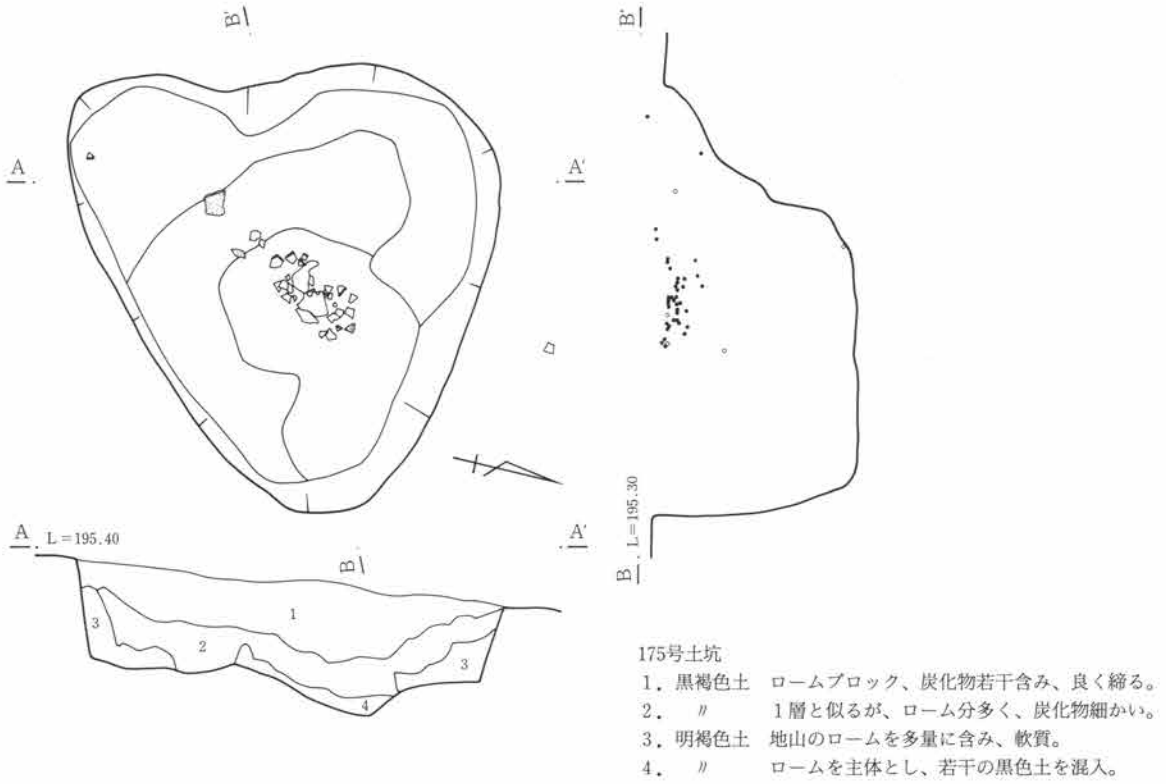 B'
B'
A
A'
A L=195.40
A'
B
1
3
2
3
4
B L=195.30
175号土坑
1. 黒褐色土 ロームブロック、炭化物若干含み、良く締る。
2. 〃 1層と似るが、ローム分多く、炭化物細かい。
3. 明褐色土 地山のロームを多量に含み、軟質。
4. 〃 ロームを主体とし、若干の黒色土を混入。